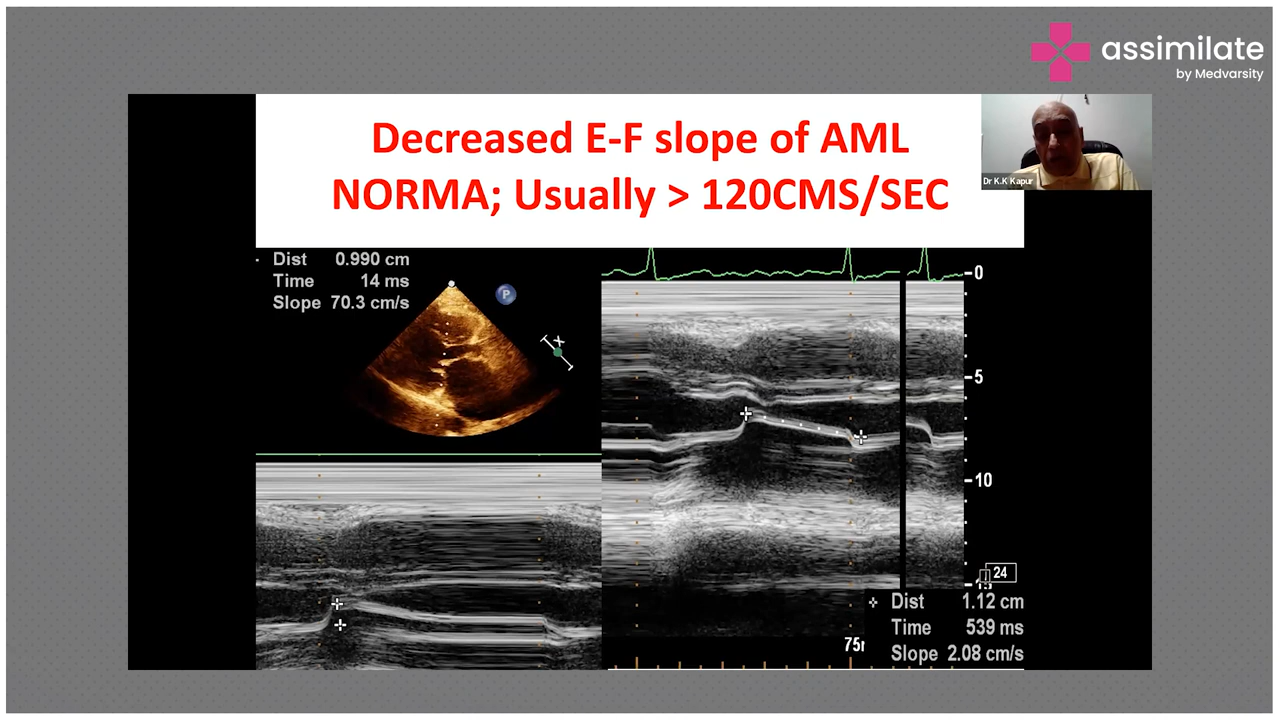 assimilate
by Medvarsity
Decreased E-F slope of AML
NORMA; Usually > 120CMS/SEC
Dr K.K Kapur
Dist 0.990 cm
Time 14 ms
Slope 70.3 cm/s
P
x
0
5
10
15
24
Dist 1.12 cm
Time 539 ms
Slope 2.08 cm/s
75